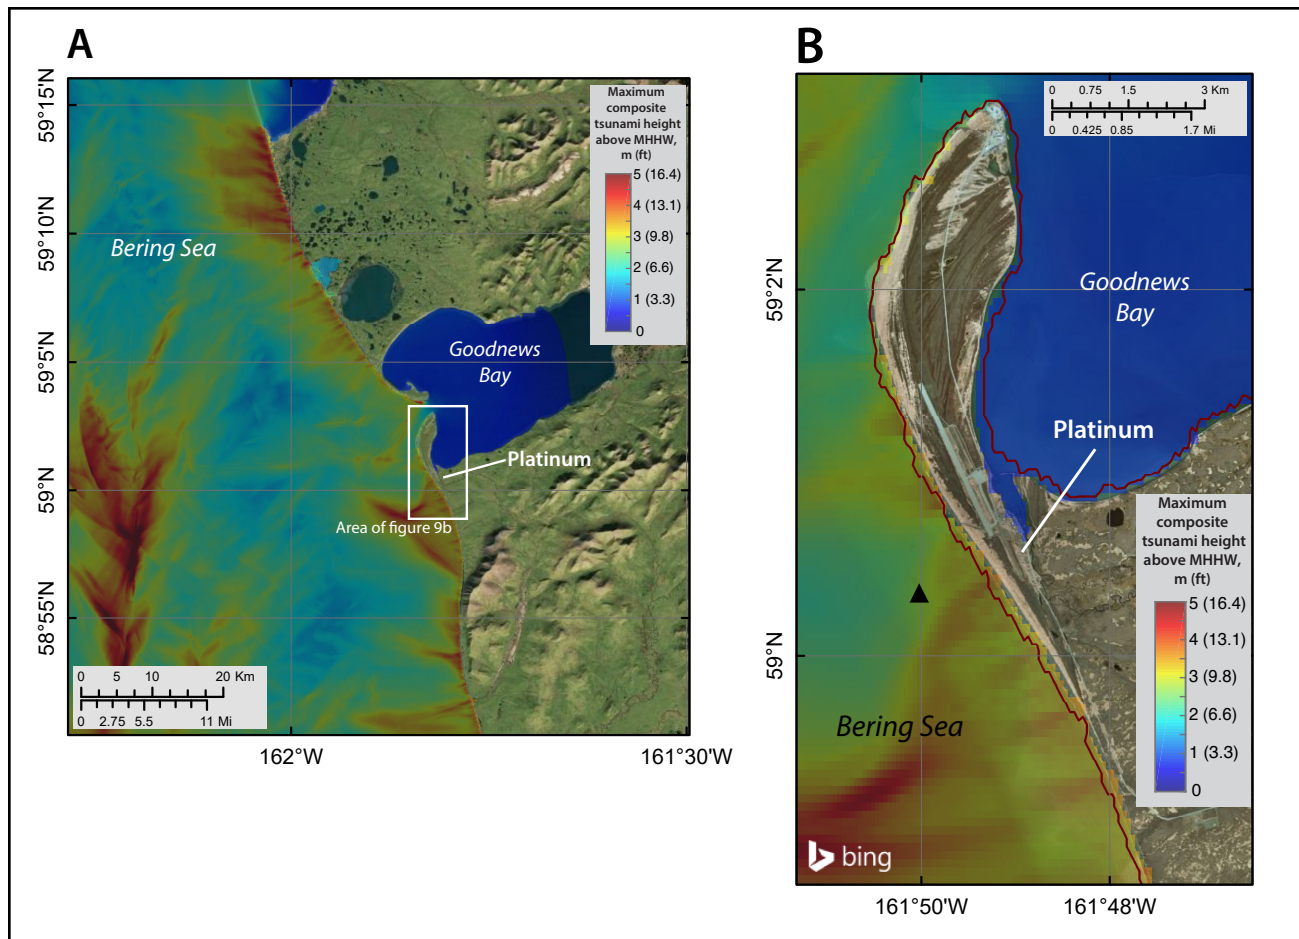 A
59°15'N
59°10'N
59°5'N
59°N
58°55'N
Bering Sea
Maximum
composite
tsunami height
above MHHW,
m (ft)
5 (16.4)
4 (13.1)
3 (9.8)
2 (6.6)
1 (3.3)
0
Goodnews
Bay
Platinum
Area of figure 9b
0 5 10 20 Km
0 2.75 5.5 11 Mi
162°W
161°30'W
B
0 0.75 1.5 3 Km
0 0.425 0.85 1.7 Mi
59°2'N
59°N
Goodnews
Bay
Platinum
Maximum
composite
tsunami height
above MHHW,
m (ft)
5 (16.4)
4 (13.1)
3 (9.8)
2 (6.6)
1 (3.3)
0
Bering Sea
bing
161°50'W
161°48'W